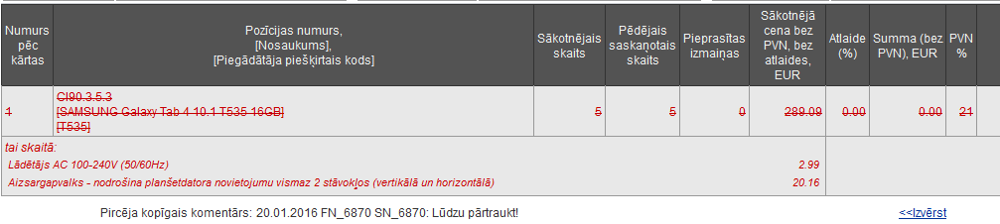 Numurs pēc kārtas
Pozīcijas numurs,
[Nosaukums],
[Piegādātāja piešķirtais kods]
Sākotnējais skaits
Pēdējais saskaņotais skaits
Pieprasītas izmaiņas
Sākotnējā cena bez PVN, bez atlaides, EUR
Atlaide (%)
Summa (bez PVN), EUR
PVN %
1
CI90.3.5.3
[SAMSUNG Galaxy Tab 4 10.1 T535 16GB]
[T535]
5
5
0
289.09
0.00
0.00
21
tai skaitā:
Lādētājs AC 100-240V (50/60Hz) 2.99
Aizsargapvalks - nodrošina planšetdatora novietojumu vismaz 2 stāvokļos (vertikālā un horizontālā) 20.16
Pircēja kopīgais komentārs: 20.01.2016 FN_6870 SN_6870: Lūdzu pārtraukt! <<Izvērst